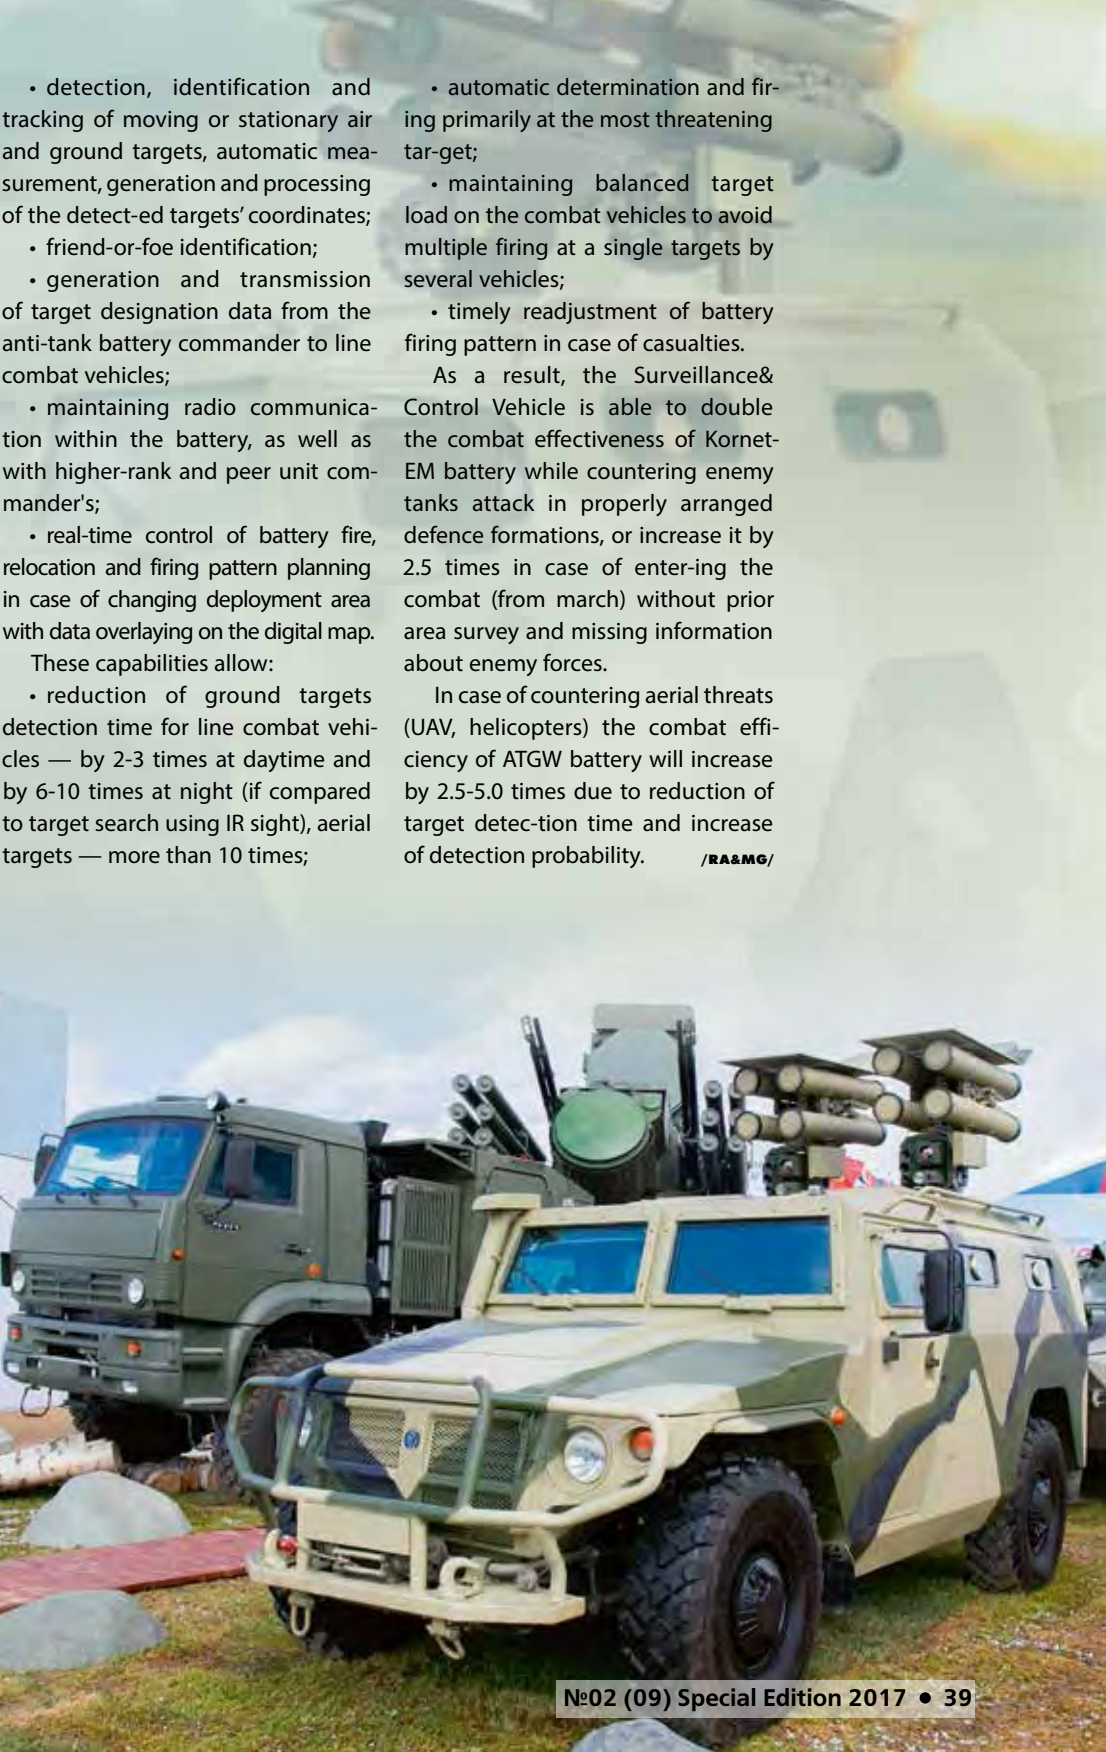 • detection, identification and
tracking of moving or stationary air
and ground targets, automatic mea-
surement, generation and processing
of the detect-ed targets' coordinates;
• friend-or-foe identification;
• generation and transmission
of target designation data from the
anti-tank battery commander to line
combat vehicles;
• maintaining radio communica-
tion within the battery, as well as
with higher-rank and peer unit com-
mander's;
• real-time control of battery fire,
relocation and firing pattern planning
in case of changing deployment area
with data overlaying on the digital map.
These capabilities allow:
• reduction of ground targets
detection time for line combat vehi-
cles — by 2-3 times at daytime and
by 6-10 times at night (if compared
to target search using IR sight), aerial
targets — more than 10 times;
• automatic determination and fir-
ing primarily at the most threatening
tar-get;
• maintaining balanced target
load on the combat vehicles to avoid
multiple firing at a single targets by
several vehicles;
• timely readjustment of battery
firing pattern in case of casualties.
As a result, the Surveillance&
Control Vehicle is able to double
the combat effectiveness of Kornet-
EM battery while countering enemy
tanks attack in properly arranged
defence formations, or increase it by
2.5 times in case of enter-ing the
combat (from march) without prior
area survey and missing information
about enemy forces.
In case of countering aerial threats
(UAV, helicopters) the combat effi-
ciency of ATGW battery will increase
by 2.5-5.0 times due to reduction of
target detec-tion time and increase
of detection probability. /RA&MG/
№02 (09) Special Edition 2017 • 39